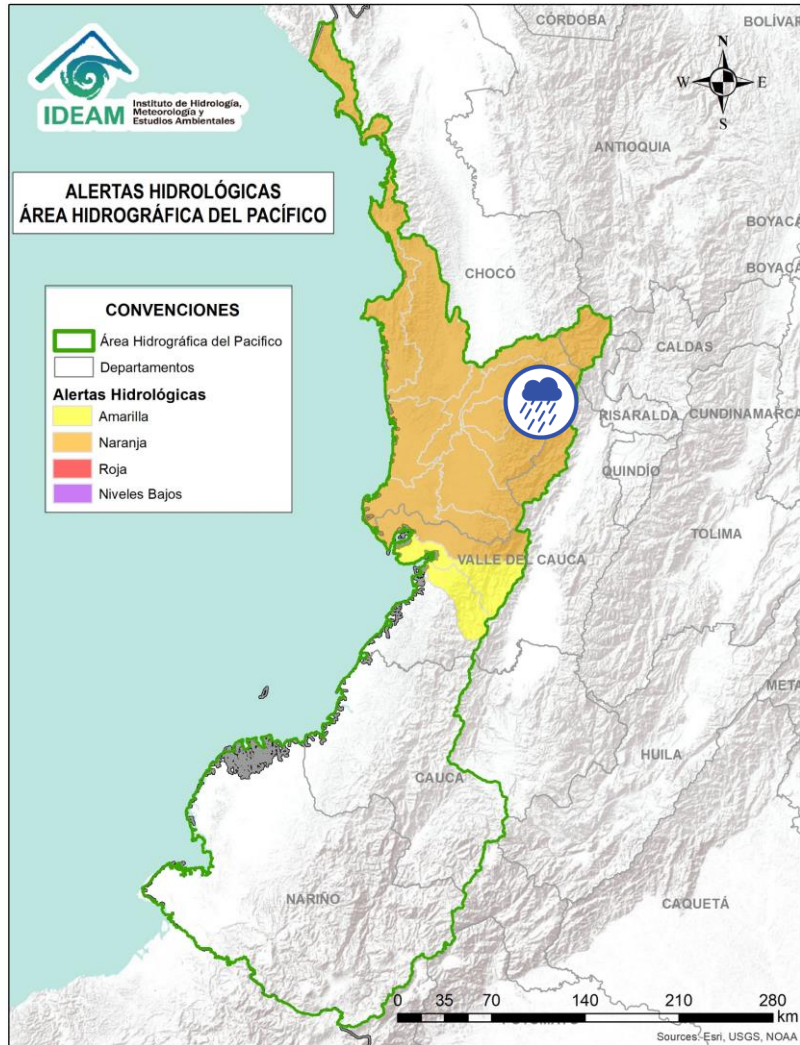 IDEAM
Instituto de Hidrología,
Meteorología y
Estudios Ambientales
ALERTAS HIDROLÓGICAS
ÁREA HIDROGRÁFICA DEL PACÍFICO
CONVENCIONES
Área Hidrográfica del Pacifico
Departamentos
Alertas Hidrológicas
Amarilla
Naranja
Roja
Niveles Bajos
N
W E
S
CÓRDOBA
BOLÍVAR
ANTIOQUIA
BOYACÁ
CHOCÓ
BOYACÁ
CALDAS
RISARALDA
CUNDINAMARCA
QUINDÍO
TOLIMA
VALLE DEL CAUCA
META
HUILA
CAUCA
NARIÑO
CAQUETÁ
0 35 70 140 210 280
km
Sources: Esri, USGS, NOAA